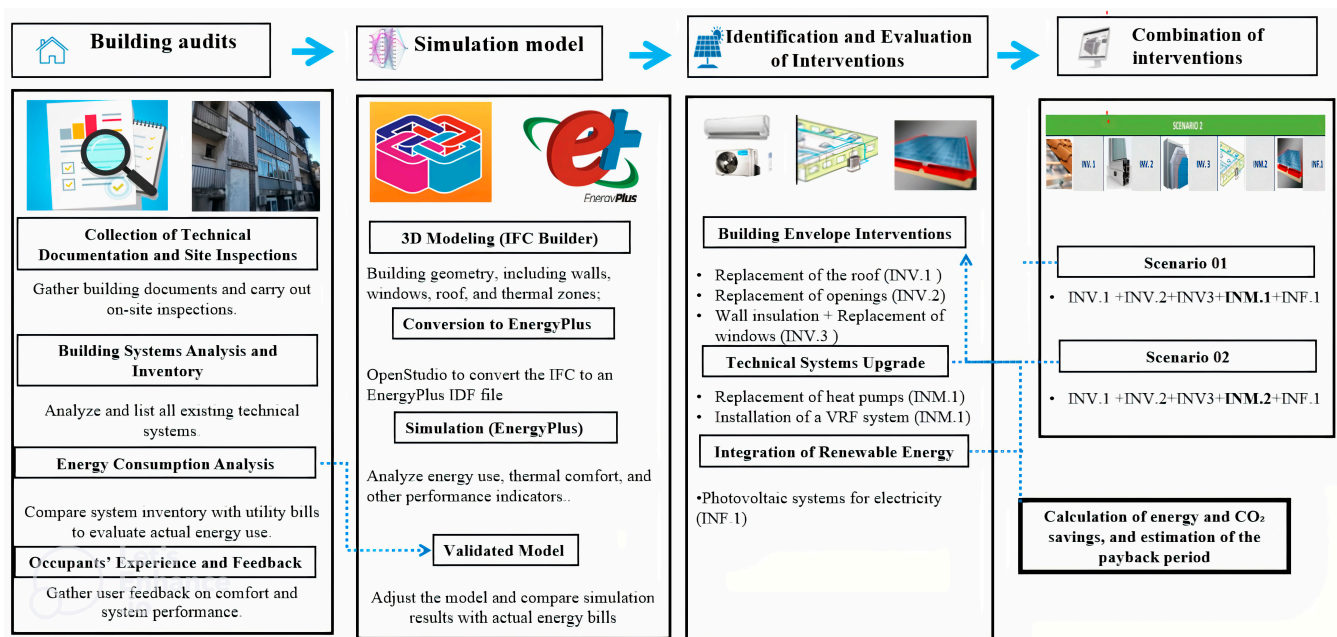 Building audits
Simulation model
Identification and Evaluation
of Interventions
Combination of
interventions
Collection of Technical
Documentation and Site Inspections
Gather building documents and carry out
on-site inspections.
Building Systems Analysis and
Inventory
Analyze and list all existing technical
systems.
Energy Consumption Analysis
Compare system inventory with utility bills
to evaluate actual energy use.
Occupants' Experience and Feedback
Gather user feedback on comfort and
system performance.
et
EnergyPlus
3D Modeling (IFC Builder)
Building geometry, including walls,
windows, roof, and thermal zones;
Conversion to EnergyPlus
OpenStudio to convert the IFC to an
EnergyPlus IDF file
Simulation (EnergyPlus)
Analyze energy use, thermal comfort, and
other performance indicators..
Validated Model
Adjust the model and compare simulation
results with actual energy bills
Building Envelope Interventions
• Replacement of the roof (INV.1 )
• Replacement of openings (INV.2)
• Wall insulation + Replacement of
windows (INV.3 )
Technical Systems Upgrade
• Replacement of heat pumps (INM.1)
• Installation of a VRF system (INM.1)
Integration of Renewable Energy
•Photovoltaic systems for electricity
(INF.1)
SCENARIO 2
INV. 1 INV. 2 INV. 3 INM.2 INF.1
Scenario 01
• INV.1 +INV.2+INV3+INM.1+INF.1
Scenario 02
• INV.1 +INV.2+INV3+INM.2+INF.1
Calculation of energy and CO₂
savings, and estimation of the
payback period